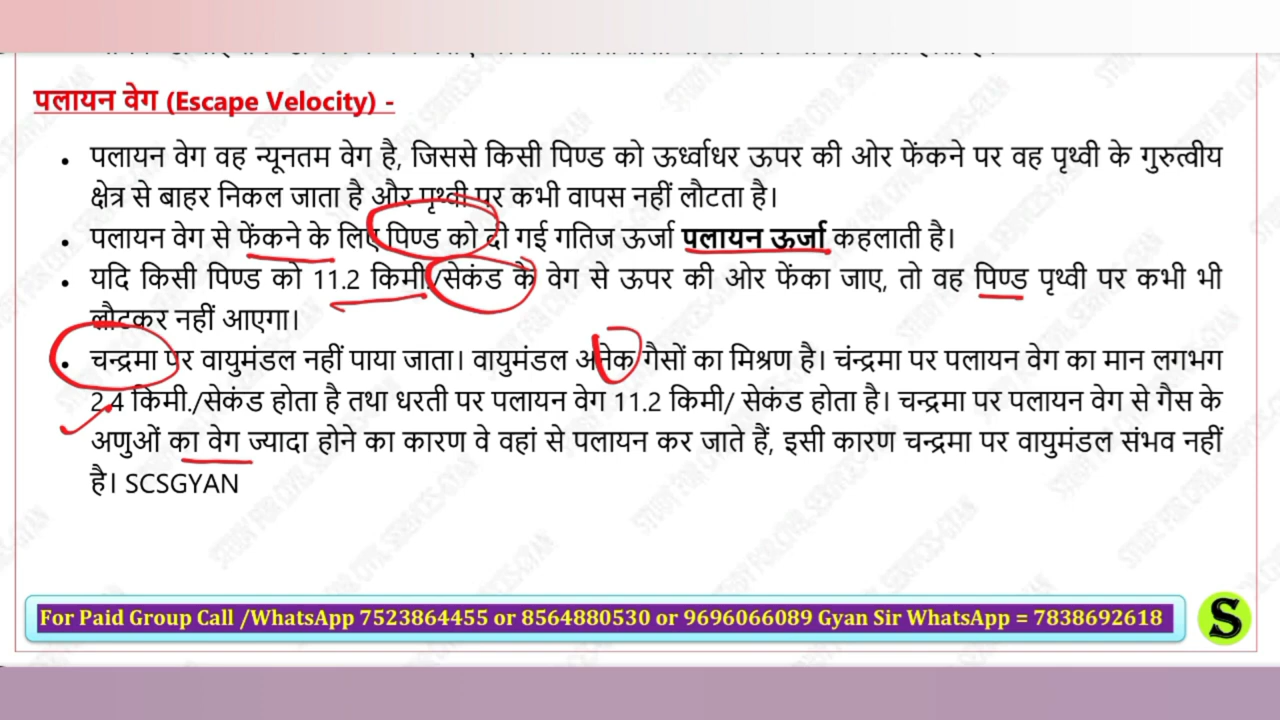 पलायन वेग (Escape Velocity) -
• पलायन वेग वह न्यूनतम वेग है, जिससे किसी पिण्ड को ऊर्ध्वाधर ऊपर की ओर फेंकने पर वह पृथ्वी के गुरुत्वीय
क्षेत्र से बाहर निकल जाता है और पृथ्वी पर कभी वापस नहीं लौटता है।
• पलायन वेग से फेंकने के लिए पिण्ड को दी गई गतिज ऊर्जा पलायन ऊर्जा कहलाती है।
• यदि किसी पिण्ड को 11.2 किमी./सेकंड के वेग से ऊपर की ओर फेंका जाए, तो वह पिण्ड पृथ्वी पर कभी भी
लौटकर नहीं आएगा।
• चन्द्रमा पर वायुमंडल नहीं पाया जाता। वायुमंडल अनेक गैसों का मिश्रण है। चंन्द्रमा पर पलायन वेग का मान लगभग
2.4 किमी./सेकंड होता है तथा धरती पर पलायन वेग 11.2 किमी/ सेकंड होता है। चन्द्रमा पर पलायन वेग से गैस के
अणुओं का वेग ज्यादा होने का कारण वे वहां से पलायन कर जाते हैं, इसी कारण चन्द्रमा पर वायुमंडल संभव नहीं
है। SCSGYAN
For Paid Group Call /WhatsApp 7523864455 or 8564880530 or 9696066089 Gyan Sir WhatsApp = 7838692618
S